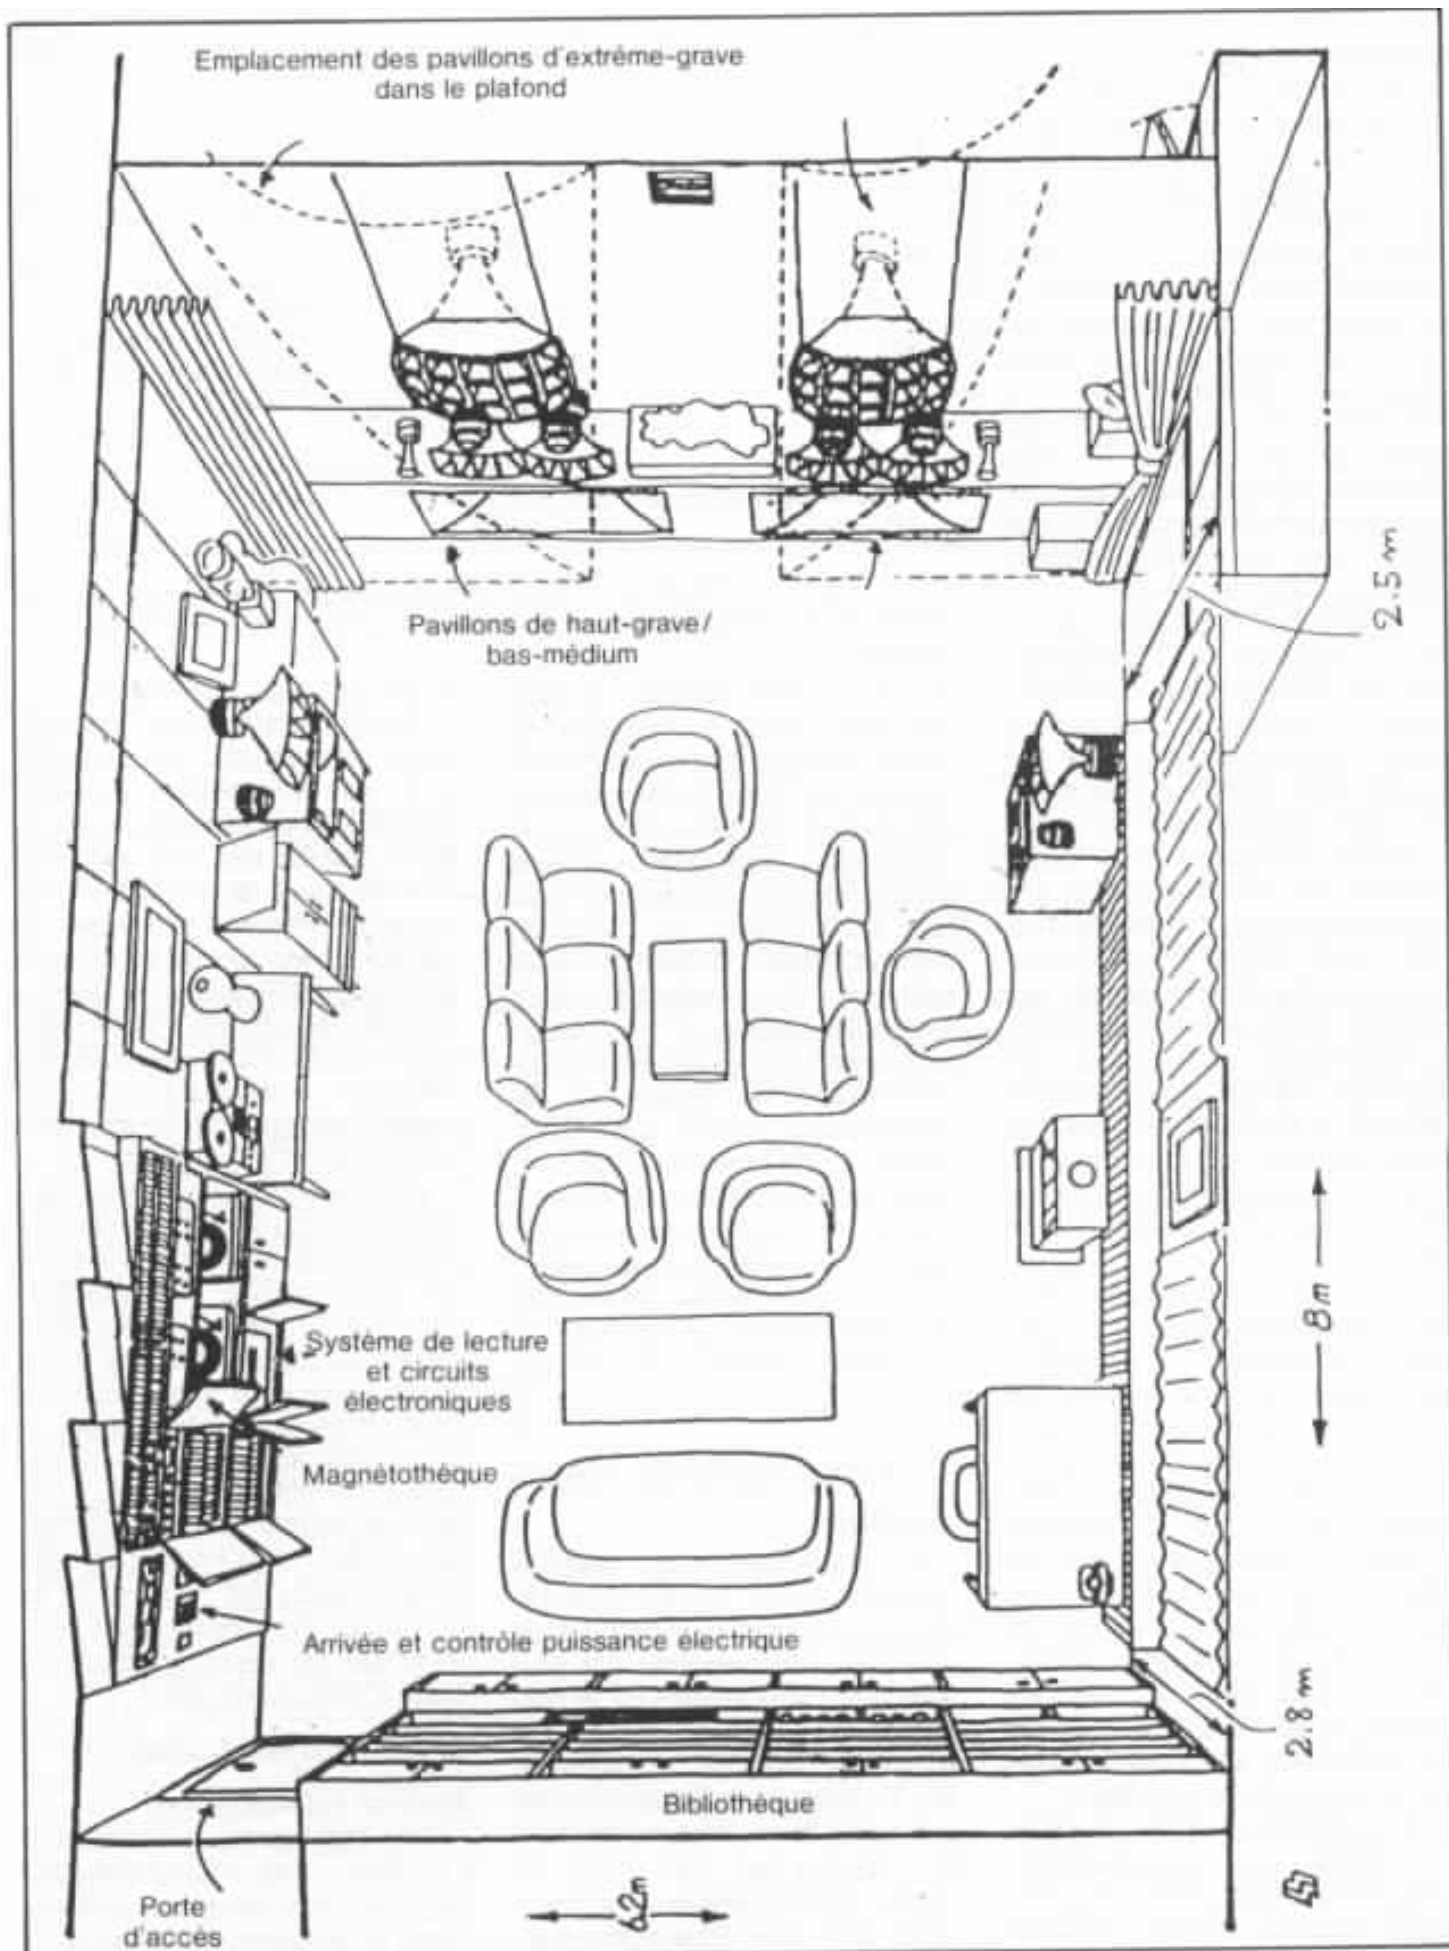 Emplacement des pavillons d'extrême-grave
dans le plafond
2.5 m
Pavillons de haut-grave/
bas-médium
8m
Système de lecture
et circuits
électroniques
Magnétothèque
Arrivée et contrôle puissance électrique
2.8 m
Bibliothèque
6.2m
Porte
d'accès